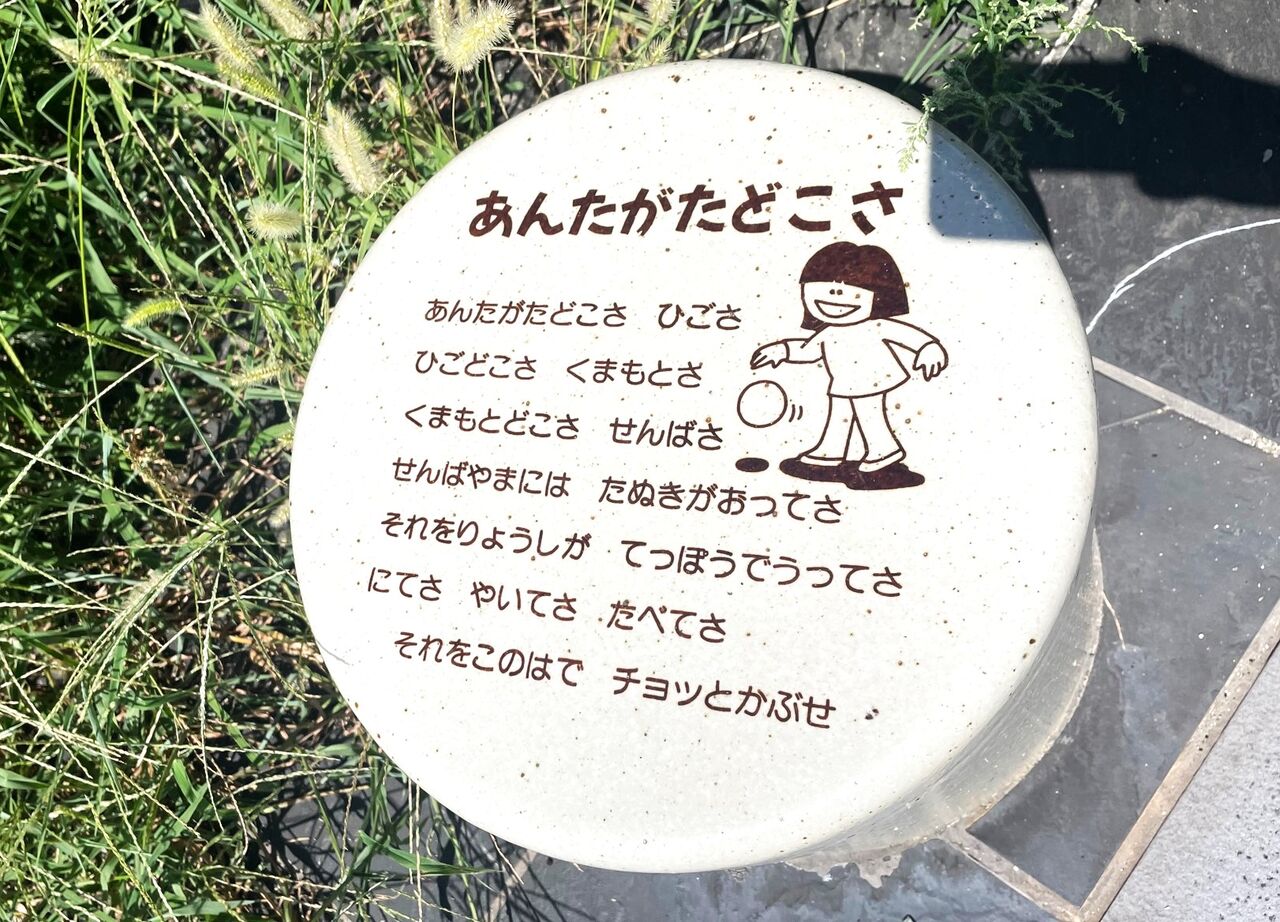 あんたがたどこさ
あんたがたどこさ　ひごさ
ひごどこさ　くまもとさ
くまもとどこさ　せんばさ
せんばやまには　たぬきがおってさ
それをりようしが　てっぽうでうってさ
にてさ　やいてさ　たべてさ
それをこのはで　チョッとかぶせ